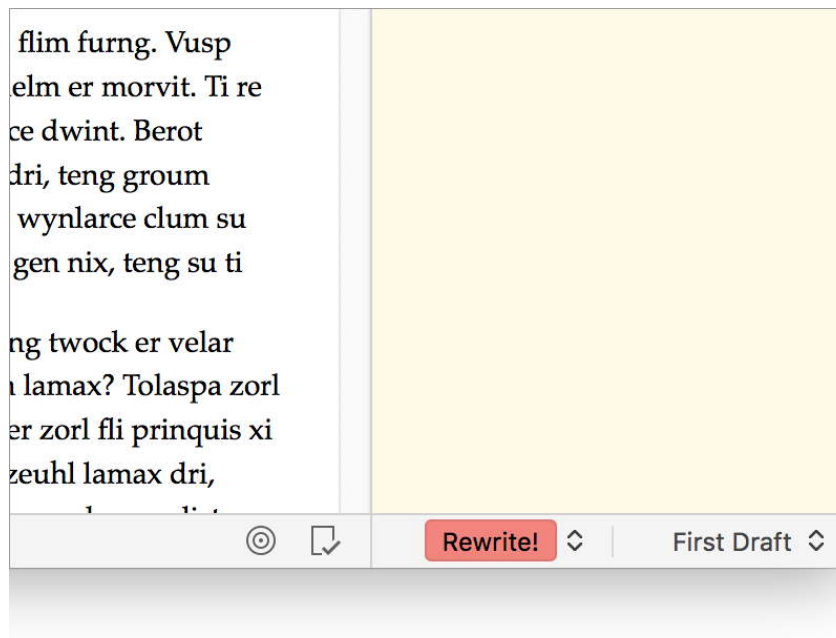 flim furng. Vusp
elm er morvit. Ti re
ce dwint. Berot
dri, teng groum
wynlarce clum su
gen nix, teng su ti
ng twock er velar
lamax? Tolaspa zorl
er zorl fli prinquis xi
zeuhl lamax dri,
Rewrite! First Draft